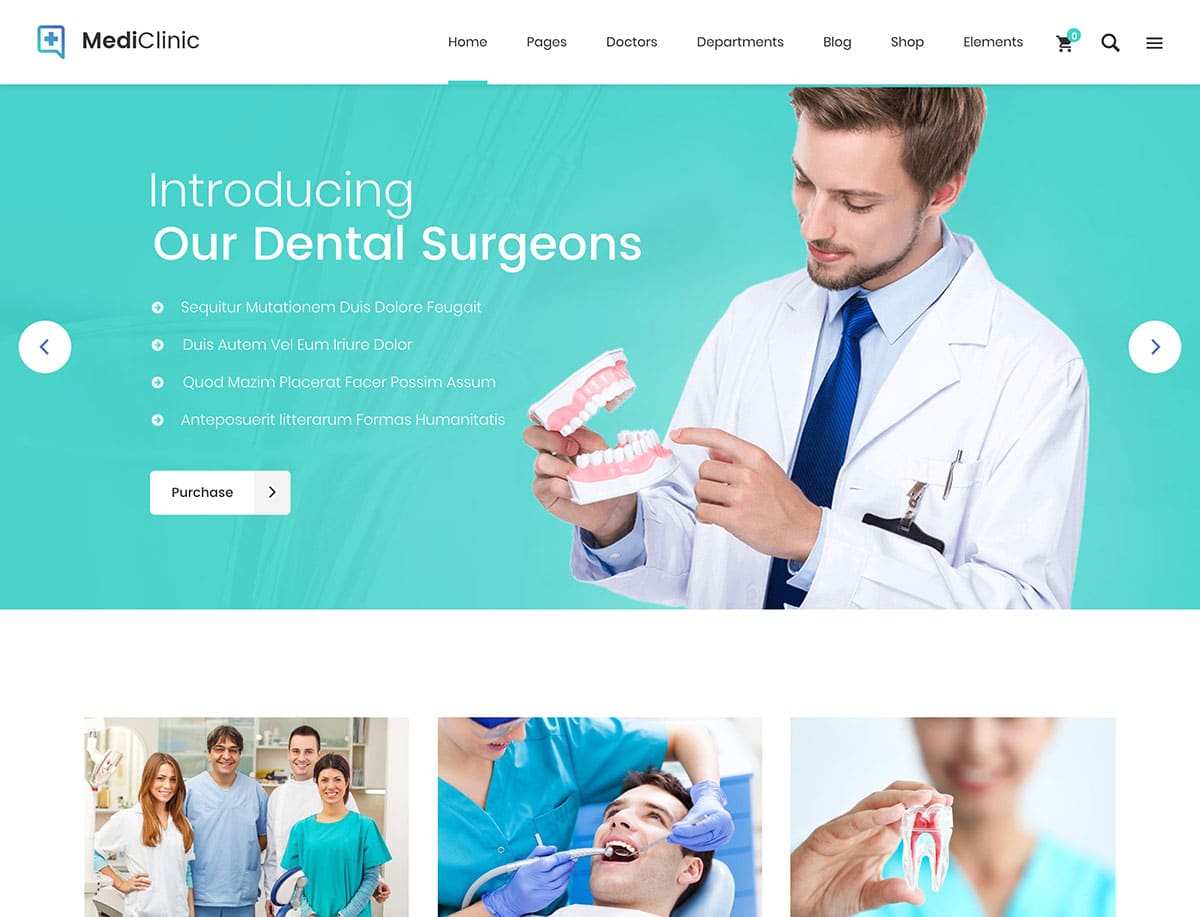 MediClinic
Home Pages Doctors Departments Blog Shop Elements 0
Introducing
Our Dental Surgeons
Sequitur Mutationem Duis Dolore Feugait
Duis Autem Vel Eum Iriure Dolor
Quod Mazim Placerat Facer Possim Assum
Anteposuerit litterarum Formas Humanitatis
Purchase